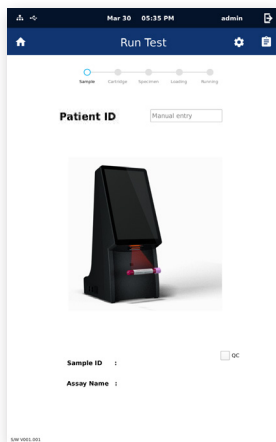 Mar 30 05:35 PM admin
Run Test
Sample Cartridge Specimen Loading Running
Patient ID Manual entry
QC
Sample ID :
Assay Name :
S/W V001.001